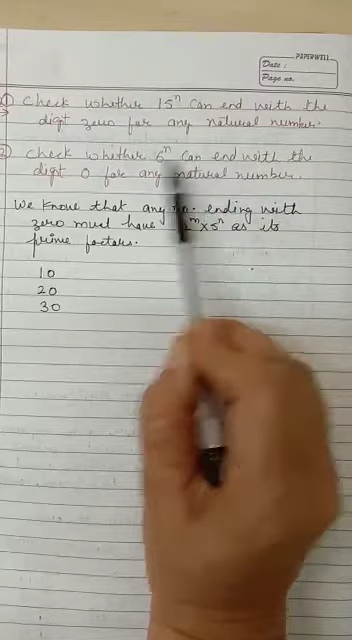 PAPERWELL
Date :
Page no.
① Check whether 15ⁿ can end with the
digit zero for any natural number.
② Check whether 6ⁿ can end with the
digit 0 for any natural number.
We know that any no. ending with
zero must have 2ᵐ×5ⁿ as its
prime factors.
10
20
30